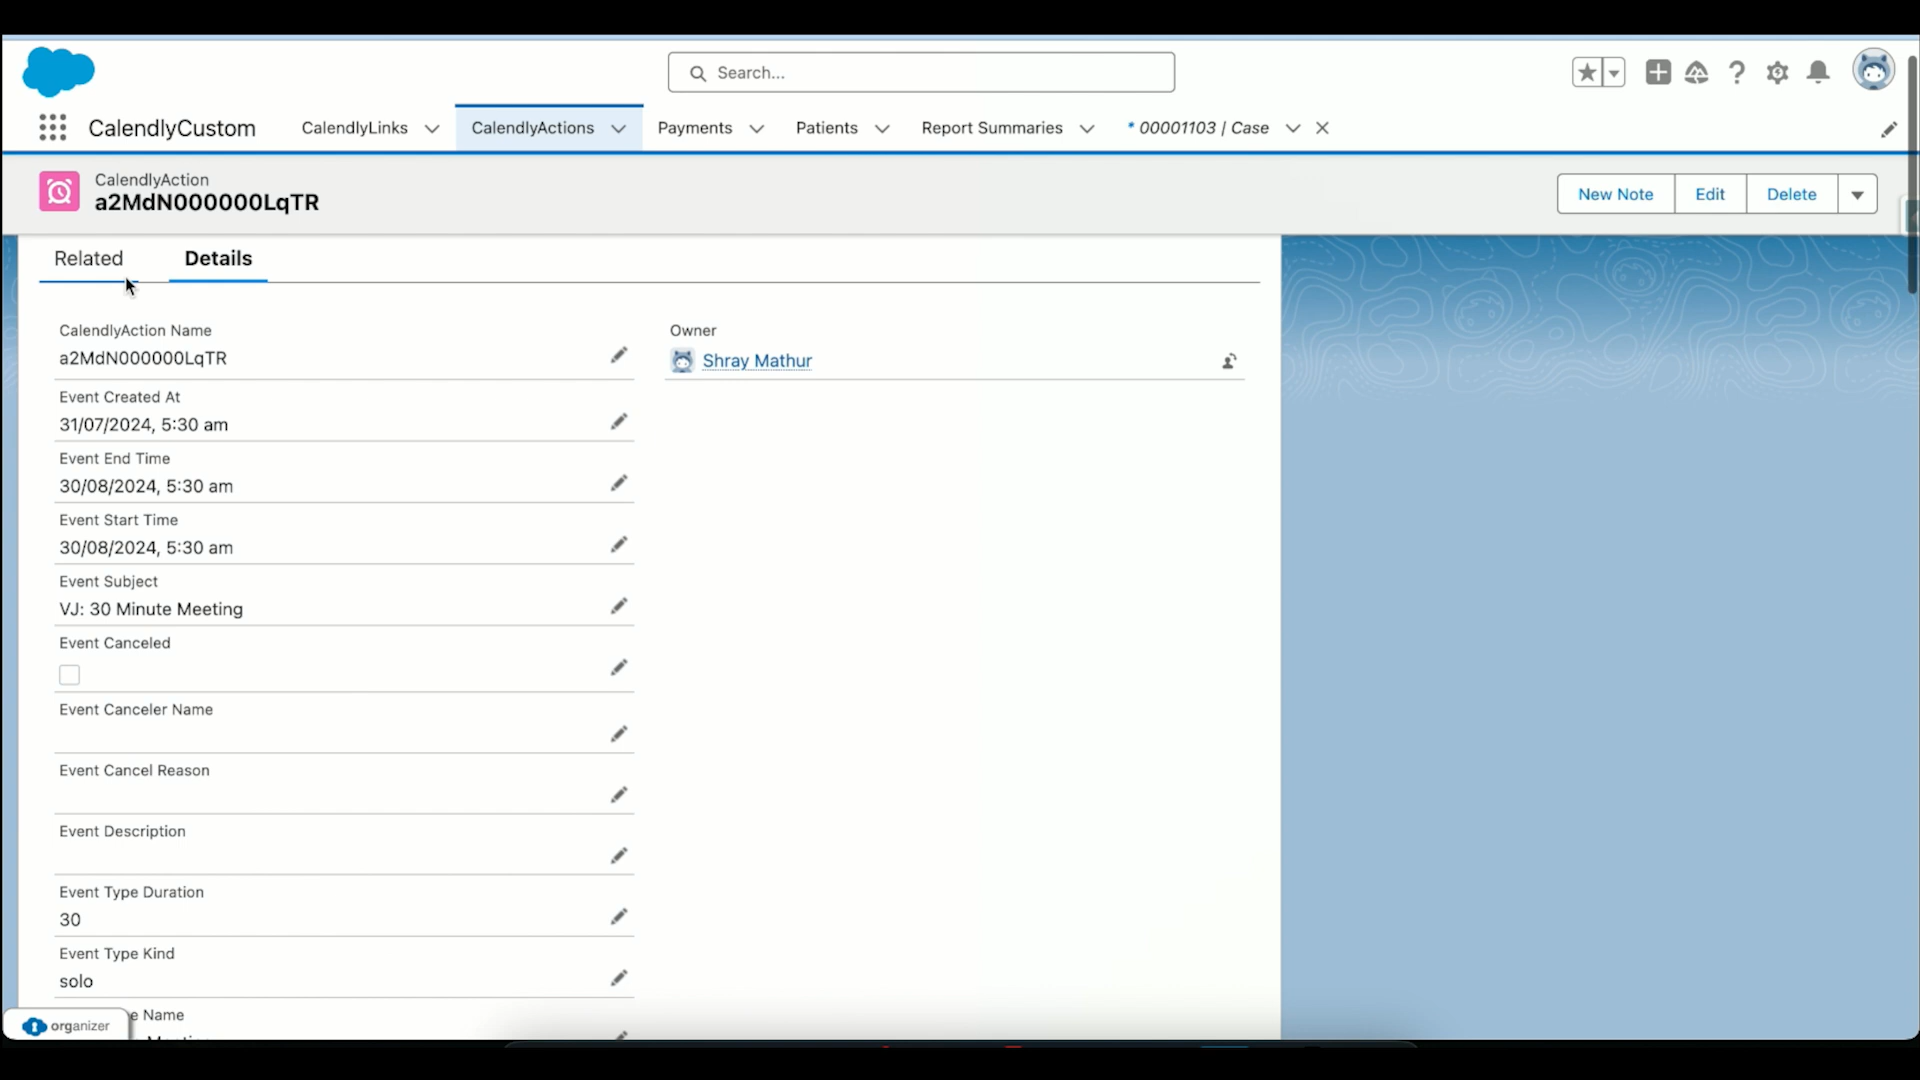 Search...
CalendlyCustom
CalendlyLinks
CalendlyActions
Payments
Patients
Report Summaries
* 00001103 | Case
CalendlyAction
a2MdN000000LqTR
New Note
Edit
Delete
Related
Details
CalendlyAction Name
a2MdN000000LqTR
Owner
Shray Mathur
Event Created At
31/07/2024, 5:30 am
Event End Time
30/08/2024, 5:30 am
Event Start Time
30/08/2024, 5:30 am
Event Subject
VJ: 30 Minute Meeting
Event Canceled
Event Canceler Name
Event Cancel Reason
Event Description
Event Type Duration
30
Event Type Kind
solo
e Name
organizer